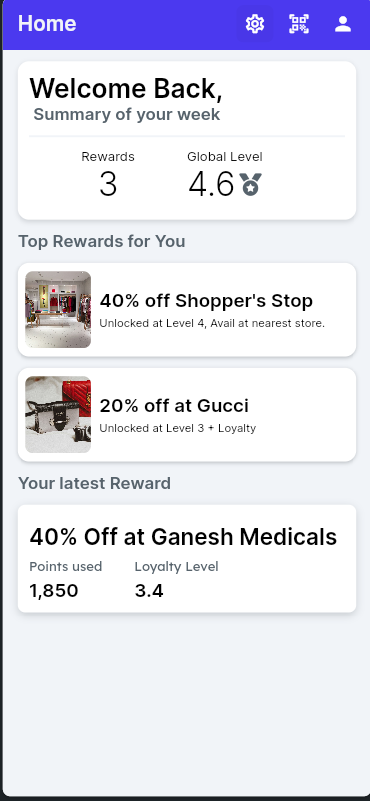 Home
Welcome Back,
Summary of your week
Rewards
Global Level
3
4.6
Top Rewards for You
40% off Shopper's Stop
Unlocked at Level 4, Avail at nearest store.
20% off at Gucci
Unlocked at Level 3 + Loyalty
Your latest Reward
40% Off at Ganesh Medicals
Points used
Loyalty Level
1,850
3.4